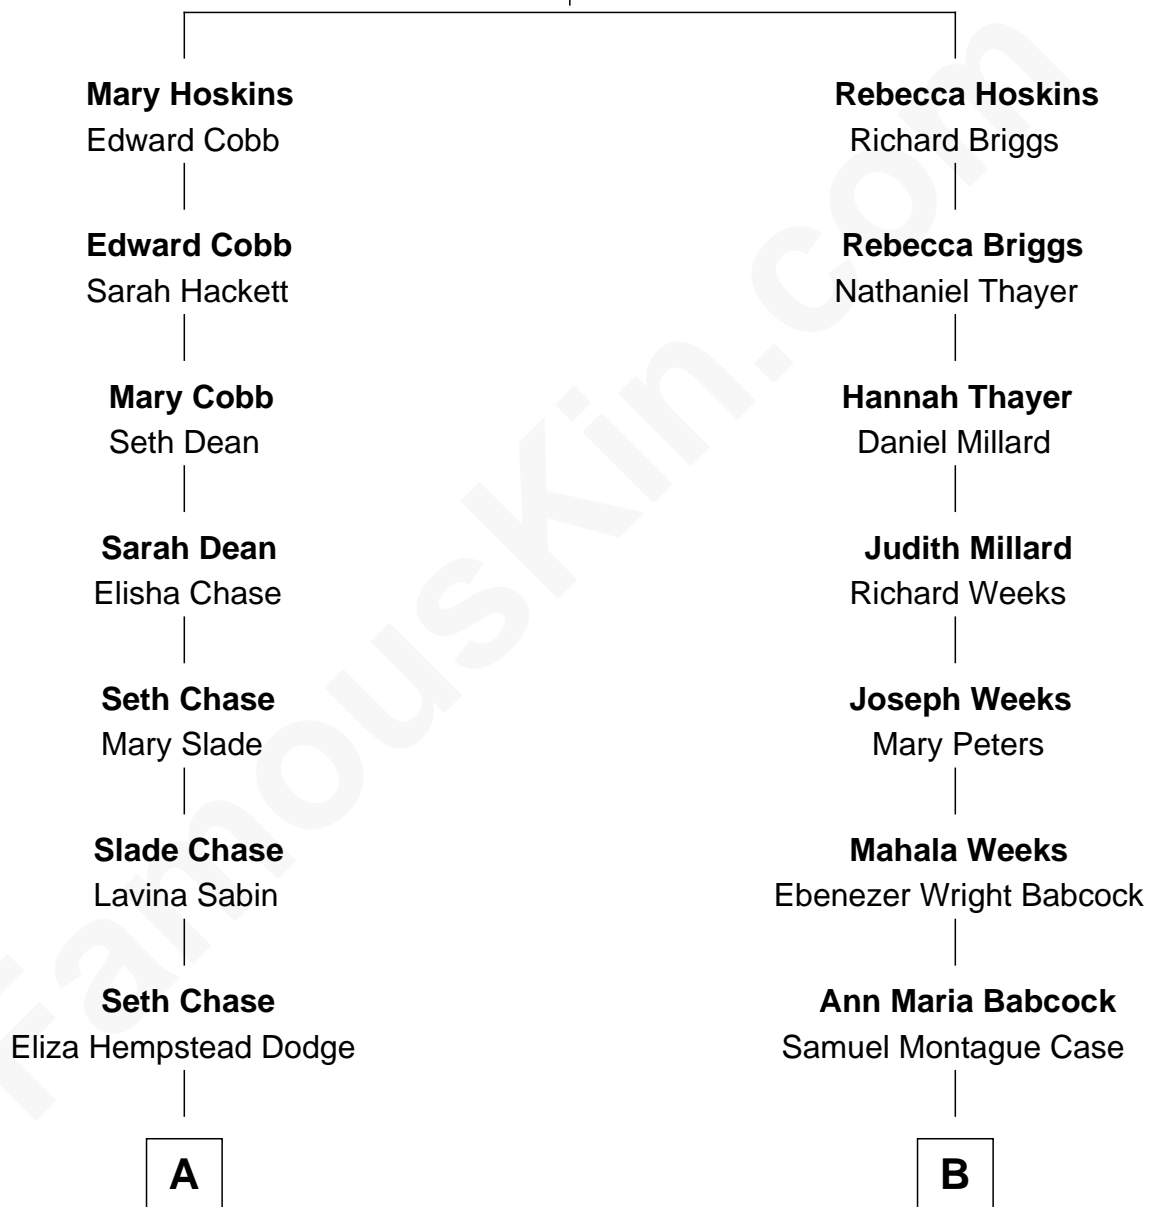 Mary Hoskins
Edward Cobb
Edward Cobb
Sarah Hackett
Mary Cobb
Seth Dean
Sarah Dean
Elisha Chase
Seth Chase
Mary Slade
Slade Chase
Lavina Sabin
Seth Chase
Eliza Hempstead Dodge
A
Rebecca Hoskins
Richard Briggs
Rebecca Briggs
Nathaniel Thayer
Hannah Thayer
Daniel Millard
Judith Millard
Richard Weeks
Joseph Weeks
Mary Peters
Mahala Weeks
Ebenezer Wright Babcock
Ann Maria Babcock
Samuel Montague Case
B
FamousKin.com